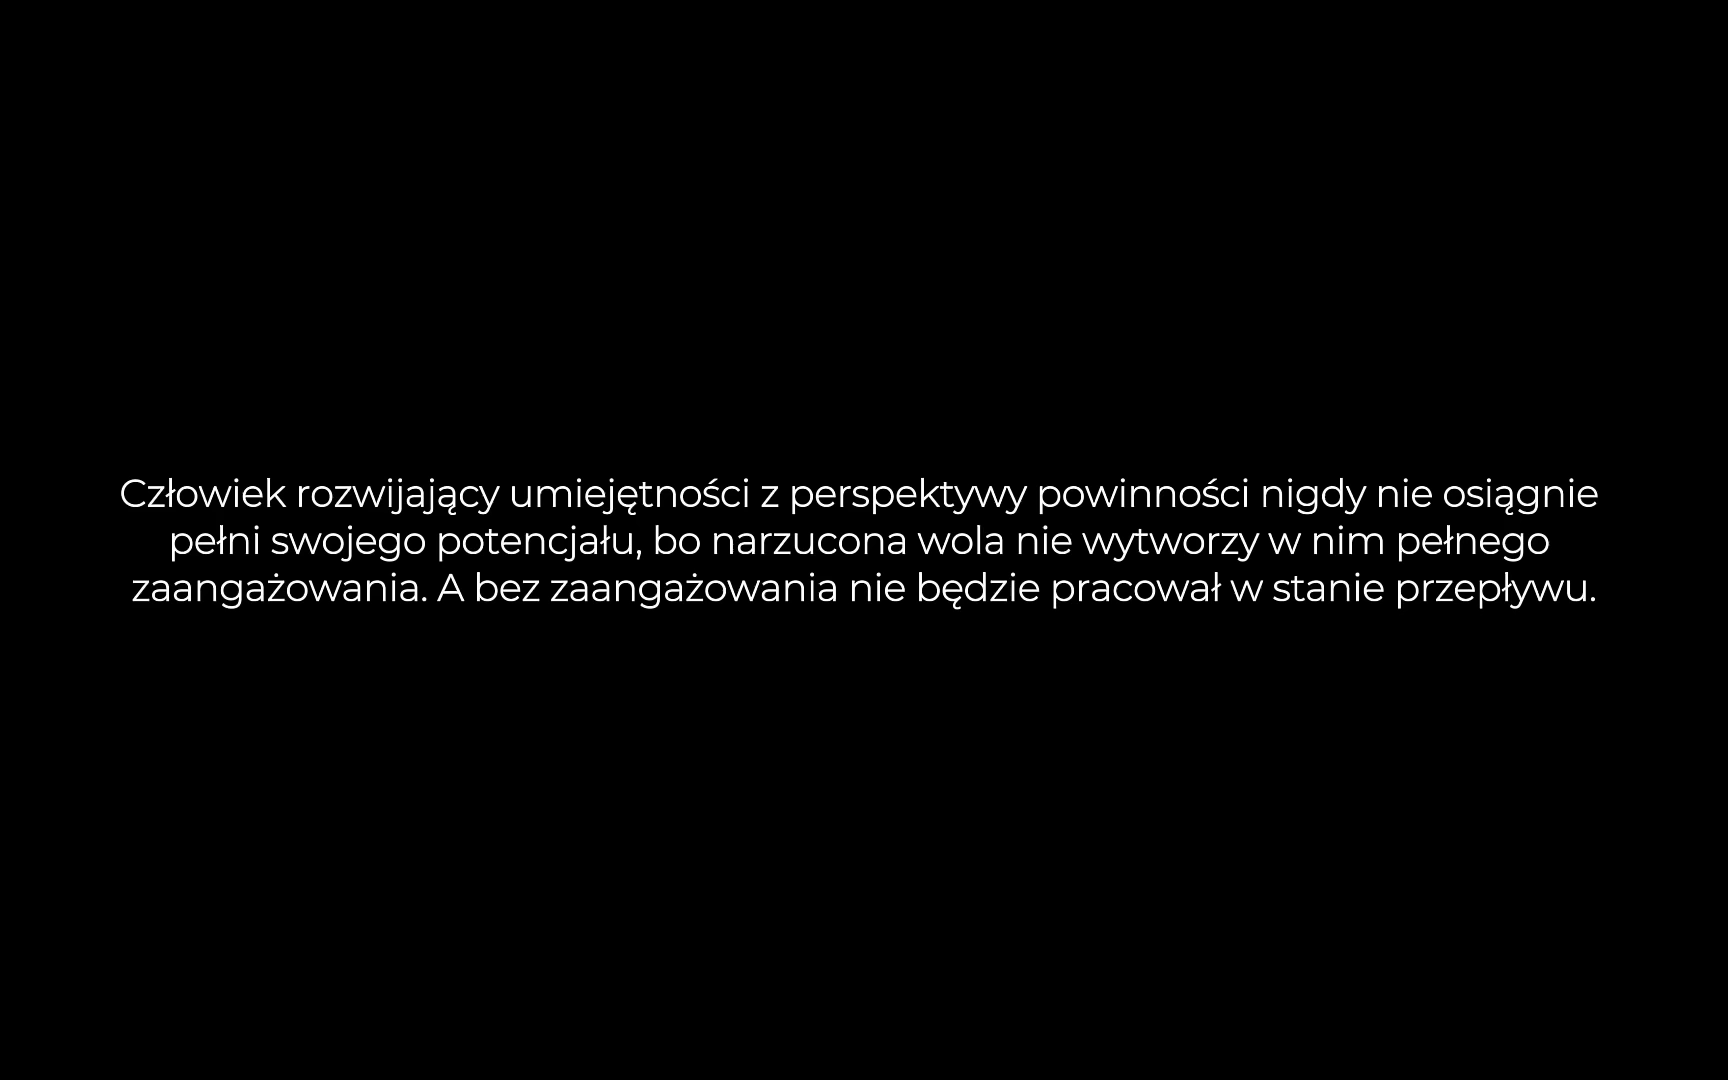 Człowiek rozwijający umiejętności z perspektywy powinności nigdy nie osiągnie
pełni swojego potencjału, bo narzucona wola nie wytworzy w nim pełnego
zaangażowania. A bez zaangażowania nie będzie pracował w stanie przepływu.